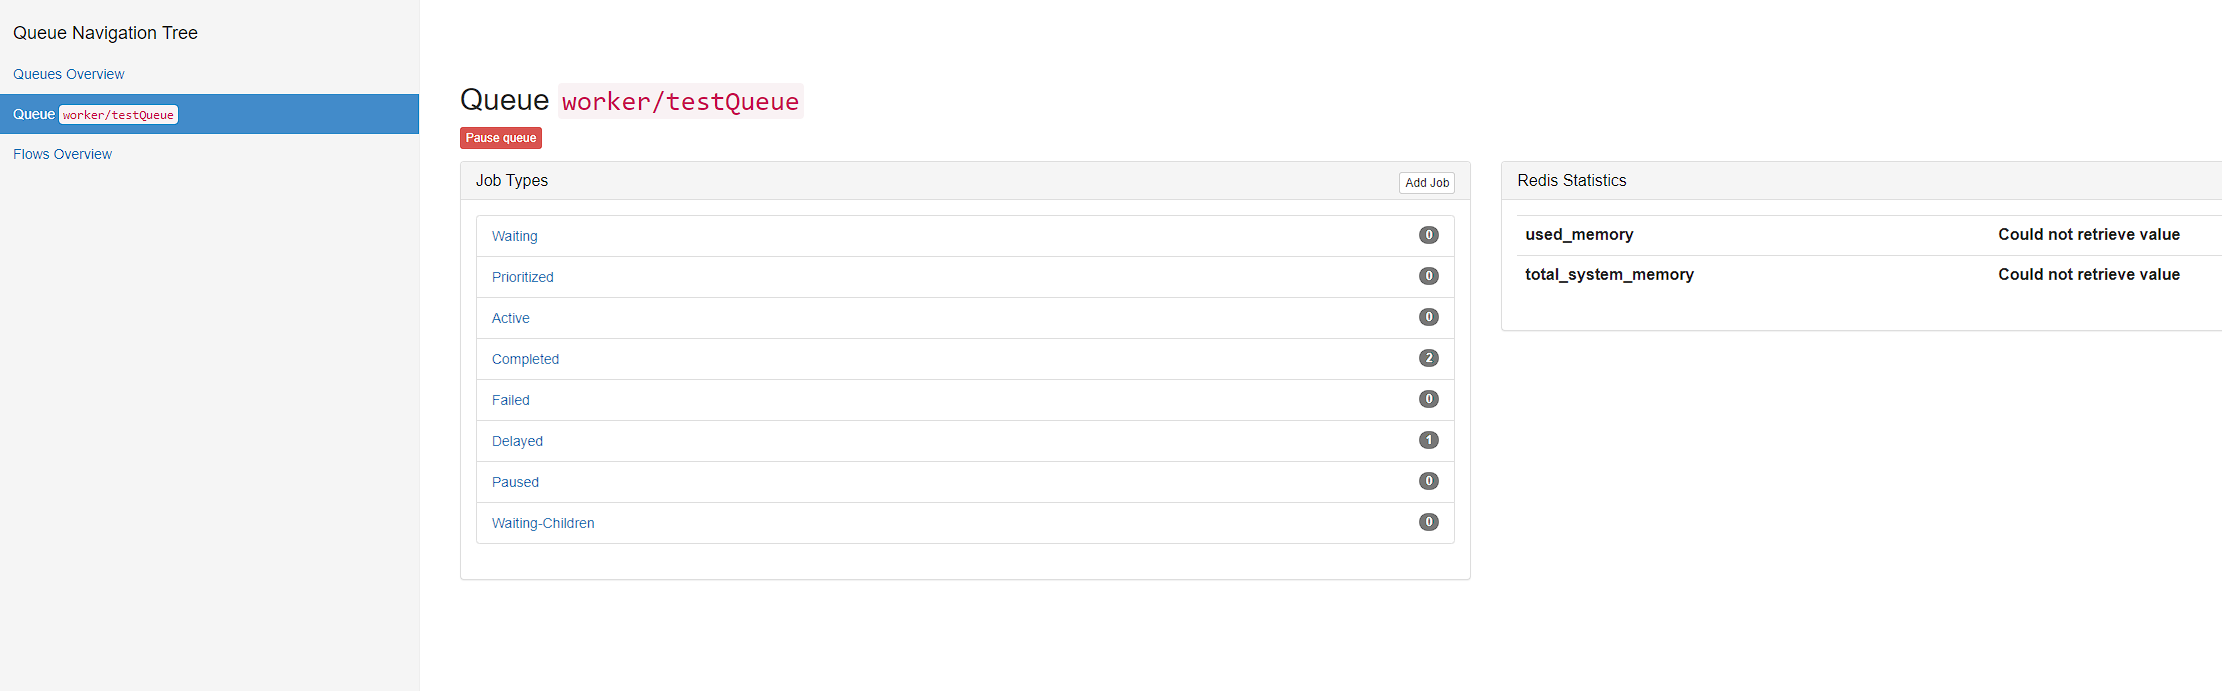 Queue Navigation Tree
Queues Overview
Queue worker/testQueue
Flows Overview
Queue worker/testQueue
Pause queue
Job Types
Add Job
Waiting 0
Prioritized 0
Active 0
Completed 2
Failed 0
Delayed 1
Paused 0
Waiting-Children 0
Redis Statistics
used_memory Could not retrieve value
total_system_memory Could not retrieve value